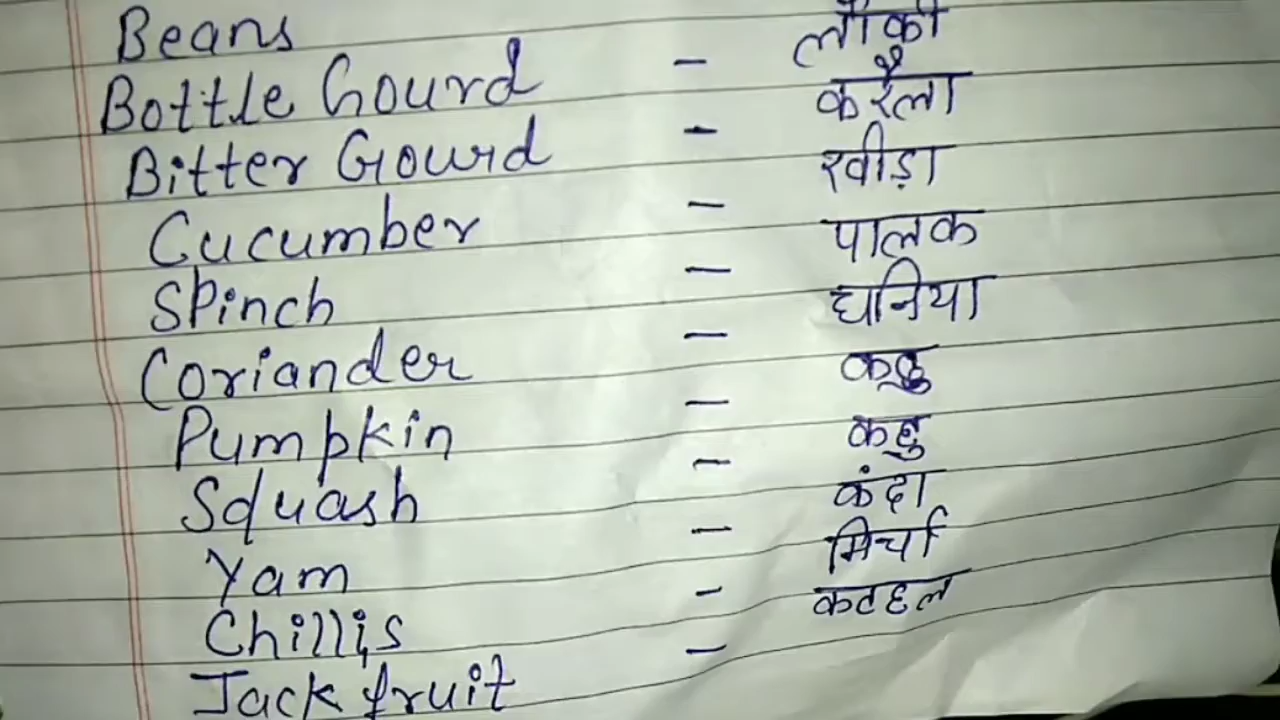 Beans
Bottle Gourd - लौकी
Bitter Gourd - करैला
Cucumber - खीड़ा
Spinch - पालक
Coriander - धनिया
Pumpkin - कद्दु
Squash - कद्दु
Yam - कंदा
Chillis - मिर्चा
Jack fruit - कटहल